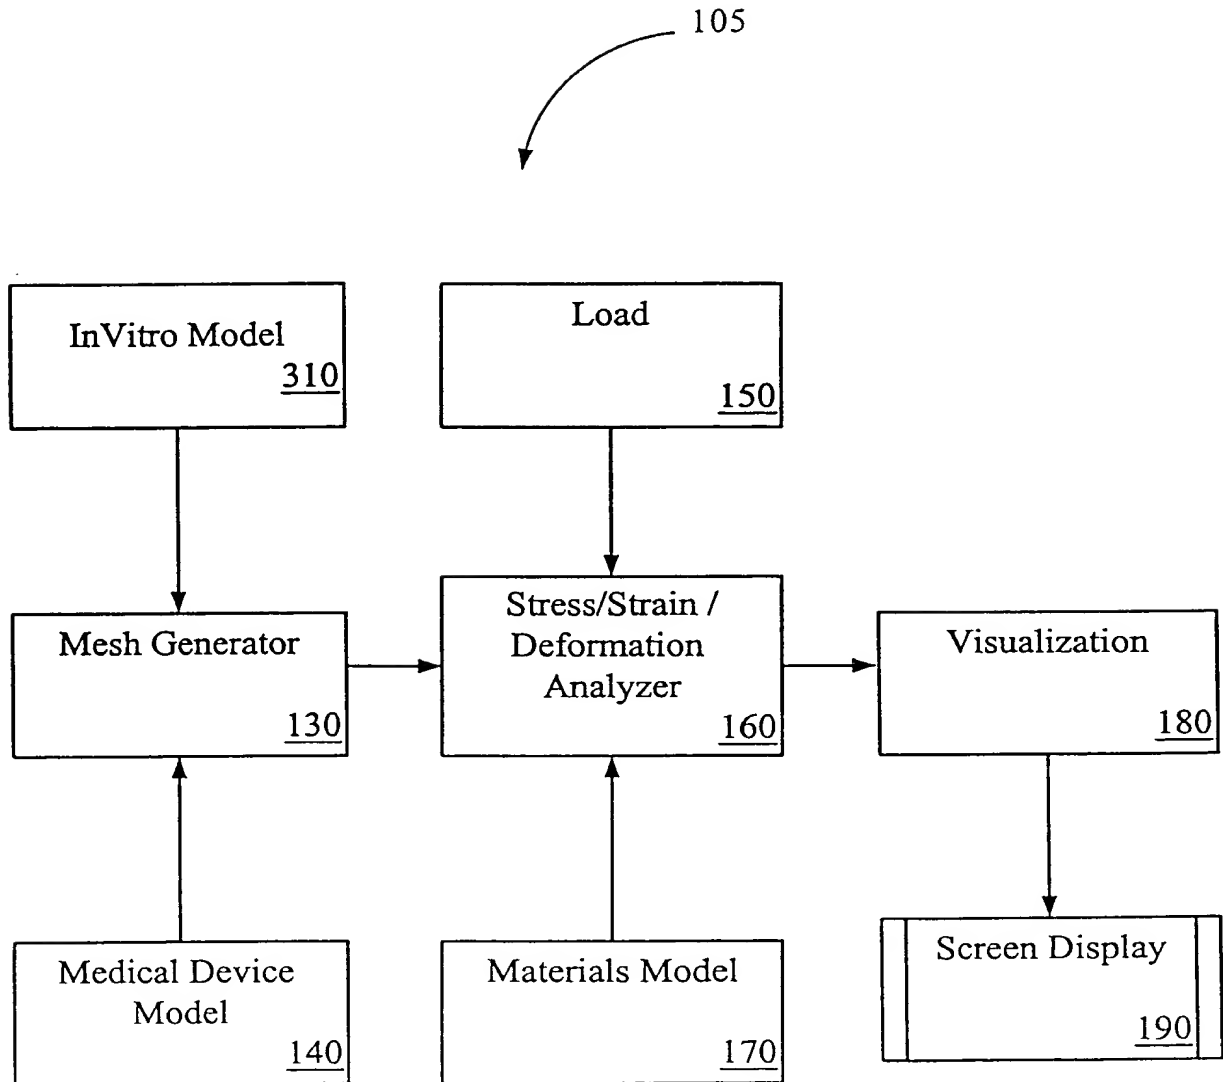 105
InVitro Model
310
Load
150
Mesh Generator
130
Stress/Strain /
Deformation
Analyzer
160
Visualization
180
Medical Device
Model
140
Materials Model
170
Screen Display
190